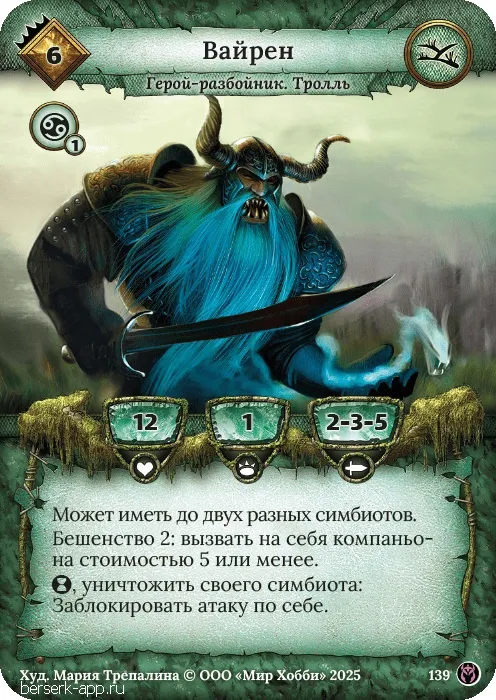 6
Вайрен
Герой-разбойник. Тролль
1
12
1
2-3-5
Может иметь до двух разных симбиотов.
Бешенство 2: вызвать на себя компаньо-
на стоимостью 5 или менее.
, уничтожить своего симбиота:
Заблокировать атаку по себе.
Худ. Мария Трепалина © ООО «Мир Хобби» 2025
139
berserk-app.ru